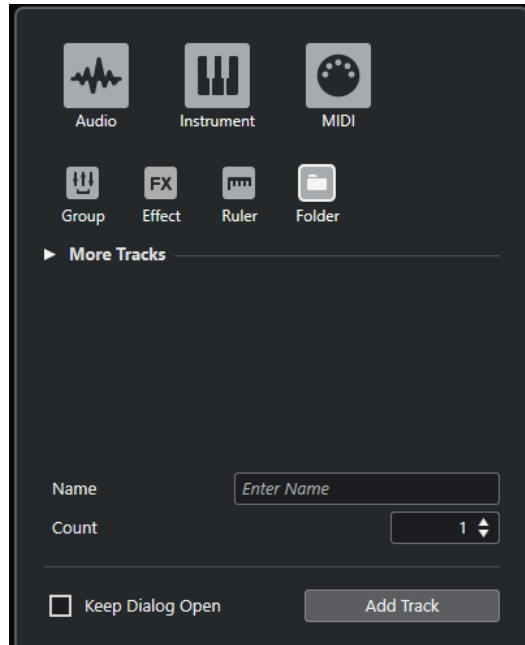 Audio Instrument MIDI
FX
Group Effect Ruler Folder
More Tracks
Name Enter Name
Count 1
Keep Dialog Open Add Track